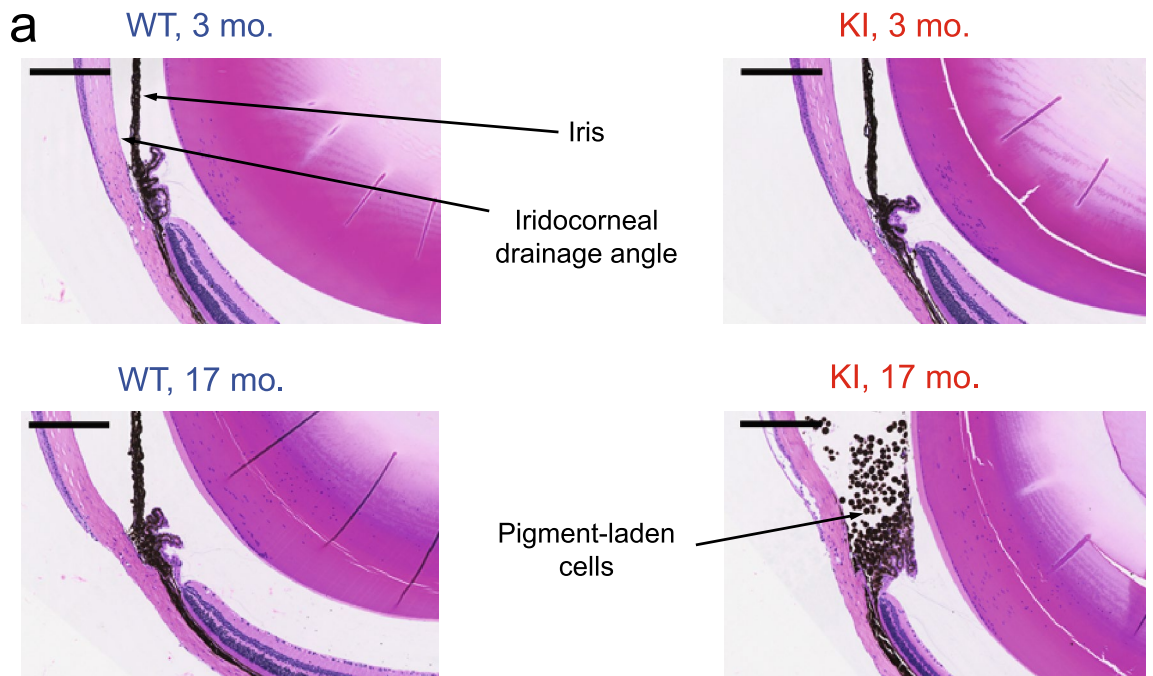 a
WT, 3 mo.
KI, 3 mo.
Iris
Iridocorneal
drainage angle
WT, 17 mo.
KI, 17 mo.
Pigment-laden
cells